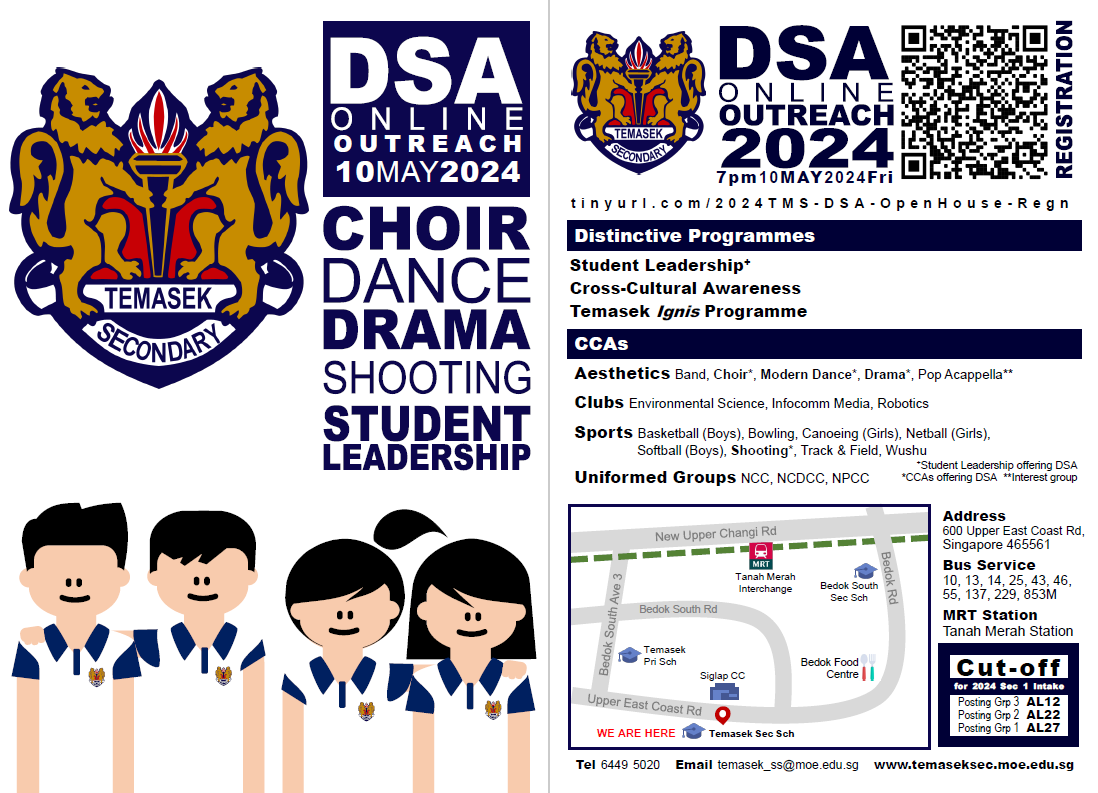 TEMASEK
SECONDARY
DSA
ONLINE
OUTREACH
10MAY2024
CHOIR
DANCE
DRAMA
SHOOTING
STUDENT
LEADERSHIP
TEMASEK
SECONDARY
DSA
ONLINE
OUTREACH
2024
7pm10MAY2024Fri
REGISTRATION
tinyurl.com/2024TMS-DSA-OpenHouse-Regn
Distinctive Programmes
Student Leadership⁺
Cross-Cultural Awareness
Temasek Ignis Programme
CCAs
Aesthetics Band, Choir*, Modern Dance*, Drama*, Pop Acappella**
Clubs Environmental Science, Infocomm Media, Robotics
Sports Basketball (Boys), Bowling, Canoeing (Girls), Netball (Girls),
Softball (Boys), Shooting*, Track & Field, Wushu
Uniformed Groups NCC, NCDCC, NPCC
⁺Student Leadership offering DSA
*CCAs offering DSA **Interest group
New Upper Changi Rd
MRT
Tanah Merah
Interchange
Bedok South
Sec Sch
Bedok Rd
Bedok South Ave 3
Bedok South Rd
Temasek
Pri Sch
Siglap CC
Bedok Food
Centre
Upper East Coast Rd
WE ARE HERE
Temasek Sec Sch
Address
600 Upper East Coast Rd,
Singapore 465561
Bus Service
10, 13, 14, 25, 43, 46,
55, 137, 229, 853M
MRT Station
Tanah Merah Station
Cut-off
for 2024 Sec 1 Intake
Posting Grp 3 AL12
Posting Grp 2 AL22
Posting Grp 1 AL27
Tel 6449 5020 Email temasek_ss@moe.edu.sg www.temaseksec.moe.edu.sg